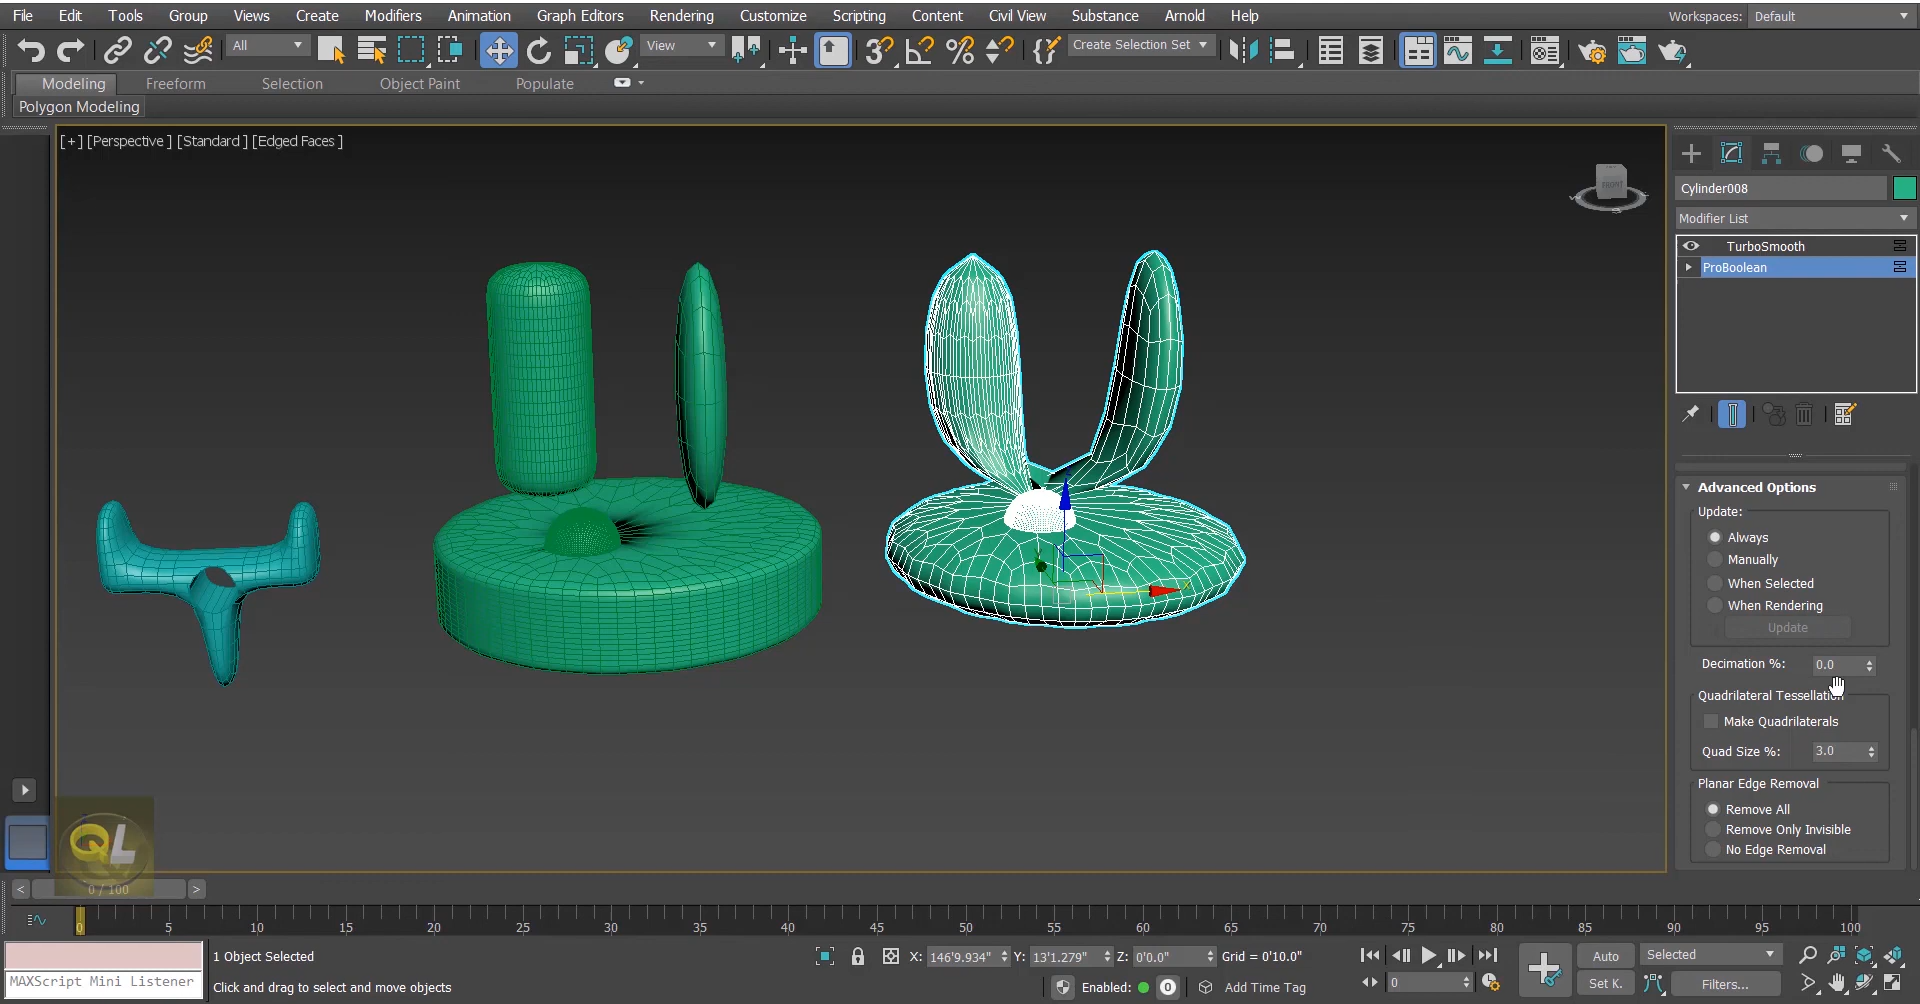 File Edit Tools Group Views Create Modifiers Animation Graph Editors Rendering Customize Scripting Content Civil View Substance Arnold Help Workspaces: Default
All View Create Selection Set
Modeling Freeform Selection Object Paint Populate
Polygon Modeling
[+] [Perspective ] [Standard ] [Edged Faces ]
Cylinder008
Modifier List
TurboSmooth
ProBoolean
Advanced Options
Update:
Always
Manually
When Selected
When Rendering
Update
Decimation %: 0.0
Quadrilateral Tessellation
Make Quadrilaterals
Quad Size %: 3.0
Planar Edge Removal
Remove All
Remove Only Invisible
No Edge Removal
QL
< 0 / 100 >
0 5 10 15 20 25 30 35 40 45 50 55 60 65 70 75 80 85 90 95 100
1 Object Selected X: 146'9.934" Y: 13'1.279" Z: 0'0.0" Grid = 0'10.0" Auto Selected
MAXScript Mini Listener Click and drag to select and move objects Enabled: 0 Add Time Tag 0 Set K. Filters...